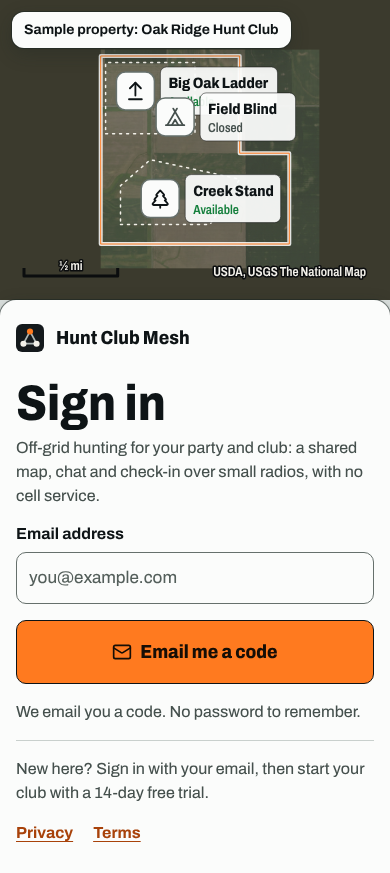 Sample property: Oak Ridge Hunt Club
Big Oak Ladder
Field Blind
Closed
Creek Stand
Available
½ mi
USDA, USGS The National Map
Hunt Club Mesh
Sign in
Off-grid hunting for your party and club: a shared
map, chat and check-in over small radios, with no
cell service.
Email address
you@example.com
Email me a code
We email you a code. No password to remember.
New here? Sign in with your email, then start your
club with a 14-day free trial.
Privacy Terms